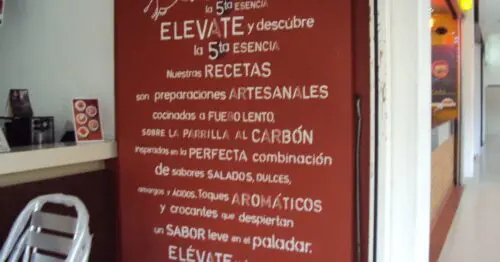 la 5ta ESENCIA
ELEVATE y descúbre
la 5ta ESENCIA
Nuestras RECETAS
son preparaciones ARTESANALES
cocinadas a FUEGO LENTO,
SOBRE LA PARRILLA AL CARBÓN
inspiradas en la PERFECTA combinación
de sabores SALADOS, DULCES,
amargos y ÁCIDOS. Toques AROMÁTICOS
y crocantes que despiertan
un SABOR leve en el paladar.
ELÉVATE